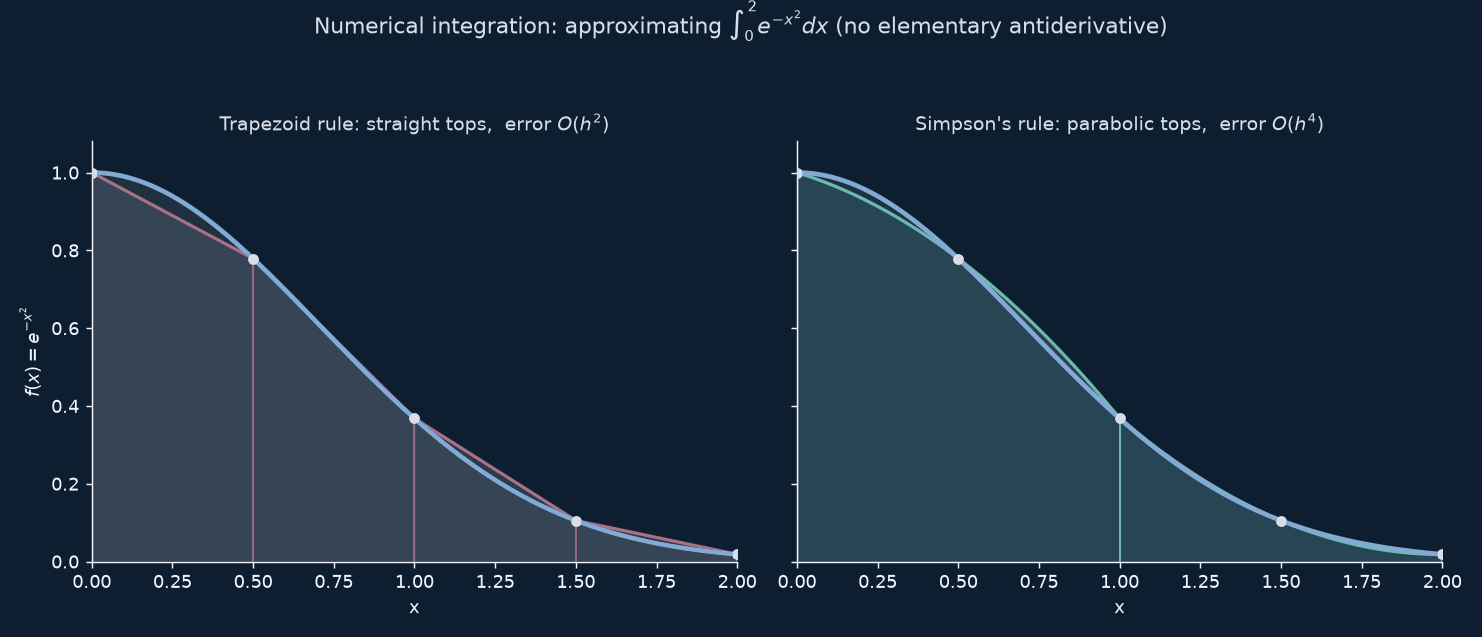 Numerical integration: approximating ∫₀² e^{−x²}dx (no elementary antiderivative)
Trapezoid rule: straight tops,  error O(h²)
Simpson's rule: parabolic tops,  error O(h⁴)
f(x) = e^{−x²}
1.0
0.8
0.6
0.4
0.2
0.0
0.00 0.25 0.50 0.75 1.00 1.25 1.50 1.75 2.00
x
0.00 0.25 0.50 0.75 1.00 1.25 1.50 1.75 2.00
x